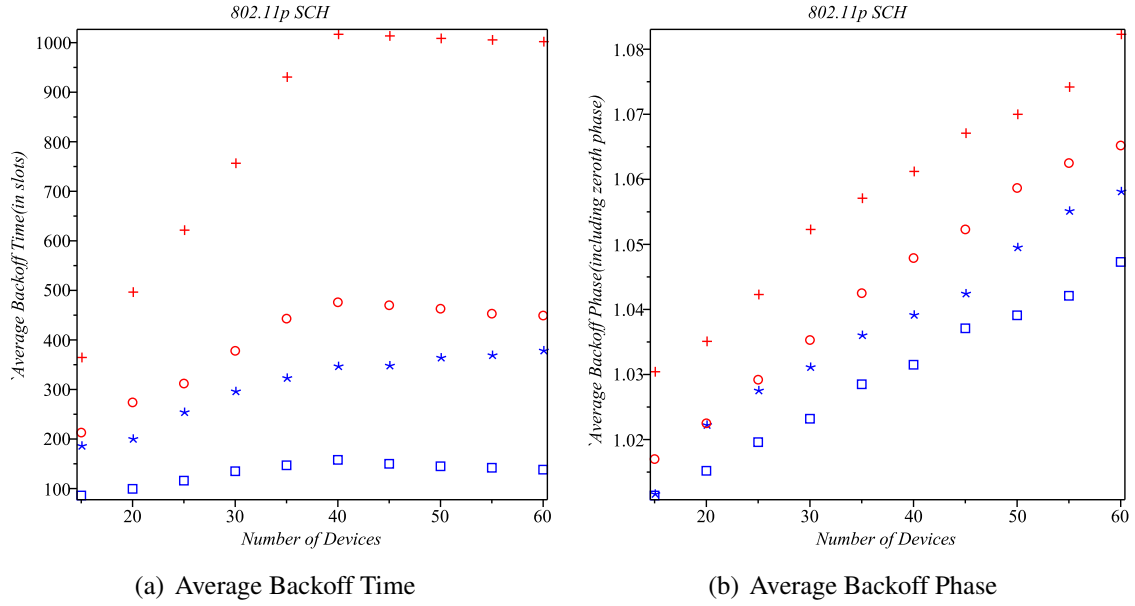 802.11p SCH
1000
900
800
700
600
500
400
300
200
100
`Average Backoff Time(in slots)
20 30 40 50 60
Number of Devices
(a) Average Backoff Time
802.11p SCH
1.08
1.07
1.06
1.05
1.04
1.03
1.02
`Average Backoff Phase(including zeroth phase)
20 30 40 50 60
Number of Devices
(b) Average Backoff Phase